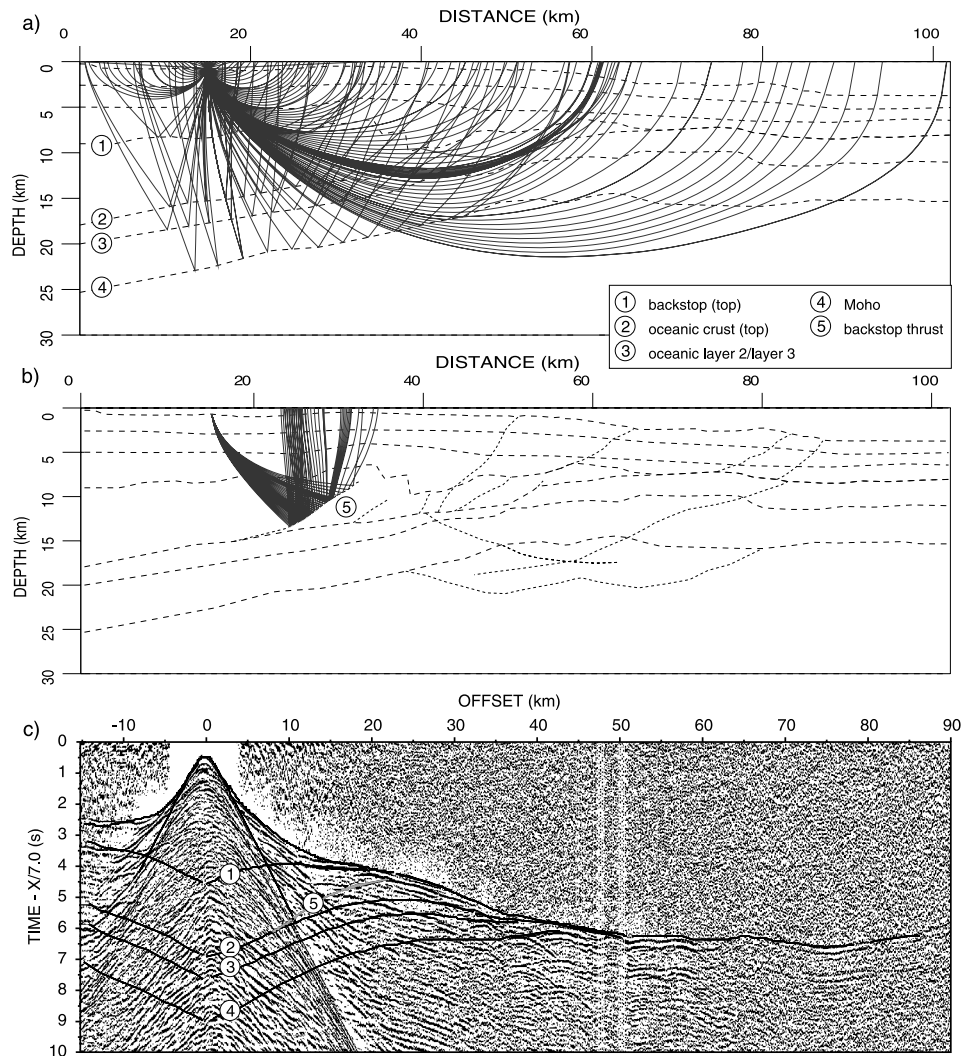 a)
DISTANCE (km)
0 20 40 60 80 100
DEPTH (km)
0
5
10
15
20
25
30
1
2
3
4
1 backstop (top)
2 oceanic crust (top)
3 oceanic layer 2/layer 3
4 Moho
5 backstop thrust
b)
DISTANCE (km)
0 20 40 60 80 100
DEPTH (km)
0
5
10
15
20
25
30
5
OFFSET (km)
c)
-10 0 10 20 30 40 50 60 70 80 90
TIME - X/7.0 (s)
0
1
2
3
4
5
6
7
8
9
10
1
5
2
3
4